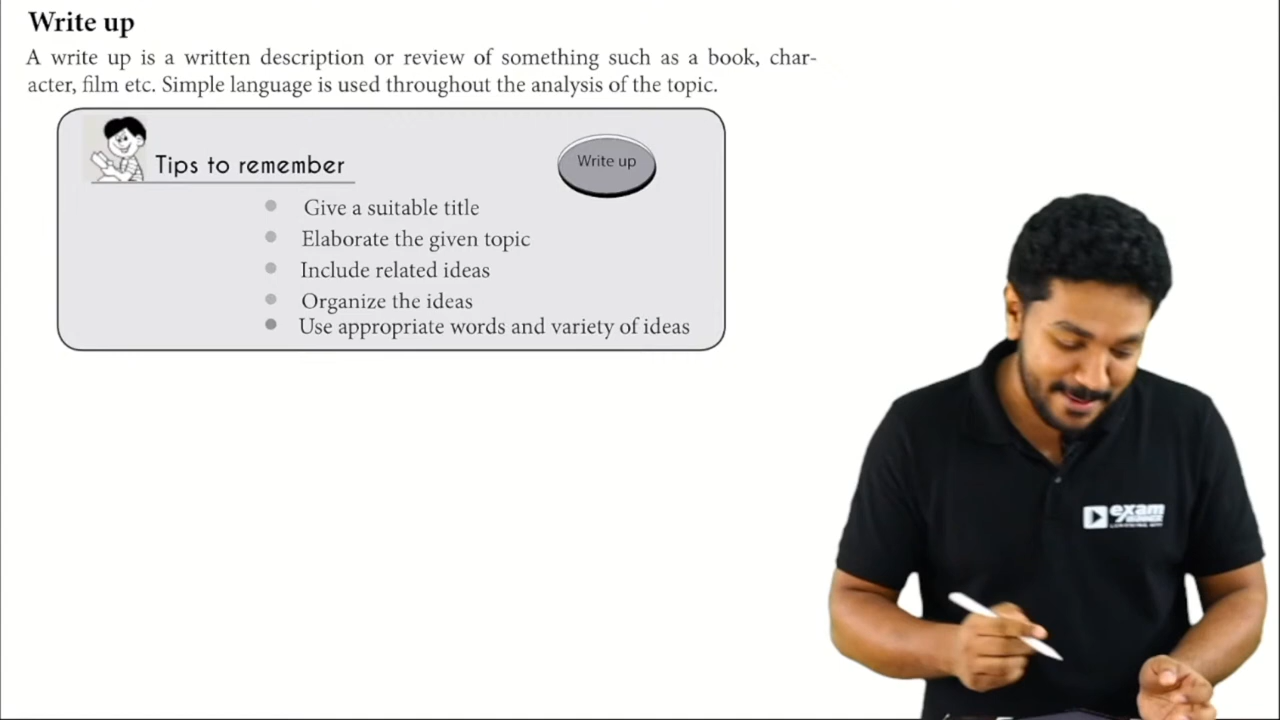 Write up
A write up is a written description or review of something such as a book, char-
acter, film etc. Simple language is used throughout the analysis of the topic.
Tips to remember
Write up
Give a suitable title
Elaborate the given topic
Include related ideas
Organize the ideas
Use appropriate words and variety of ideas
exam